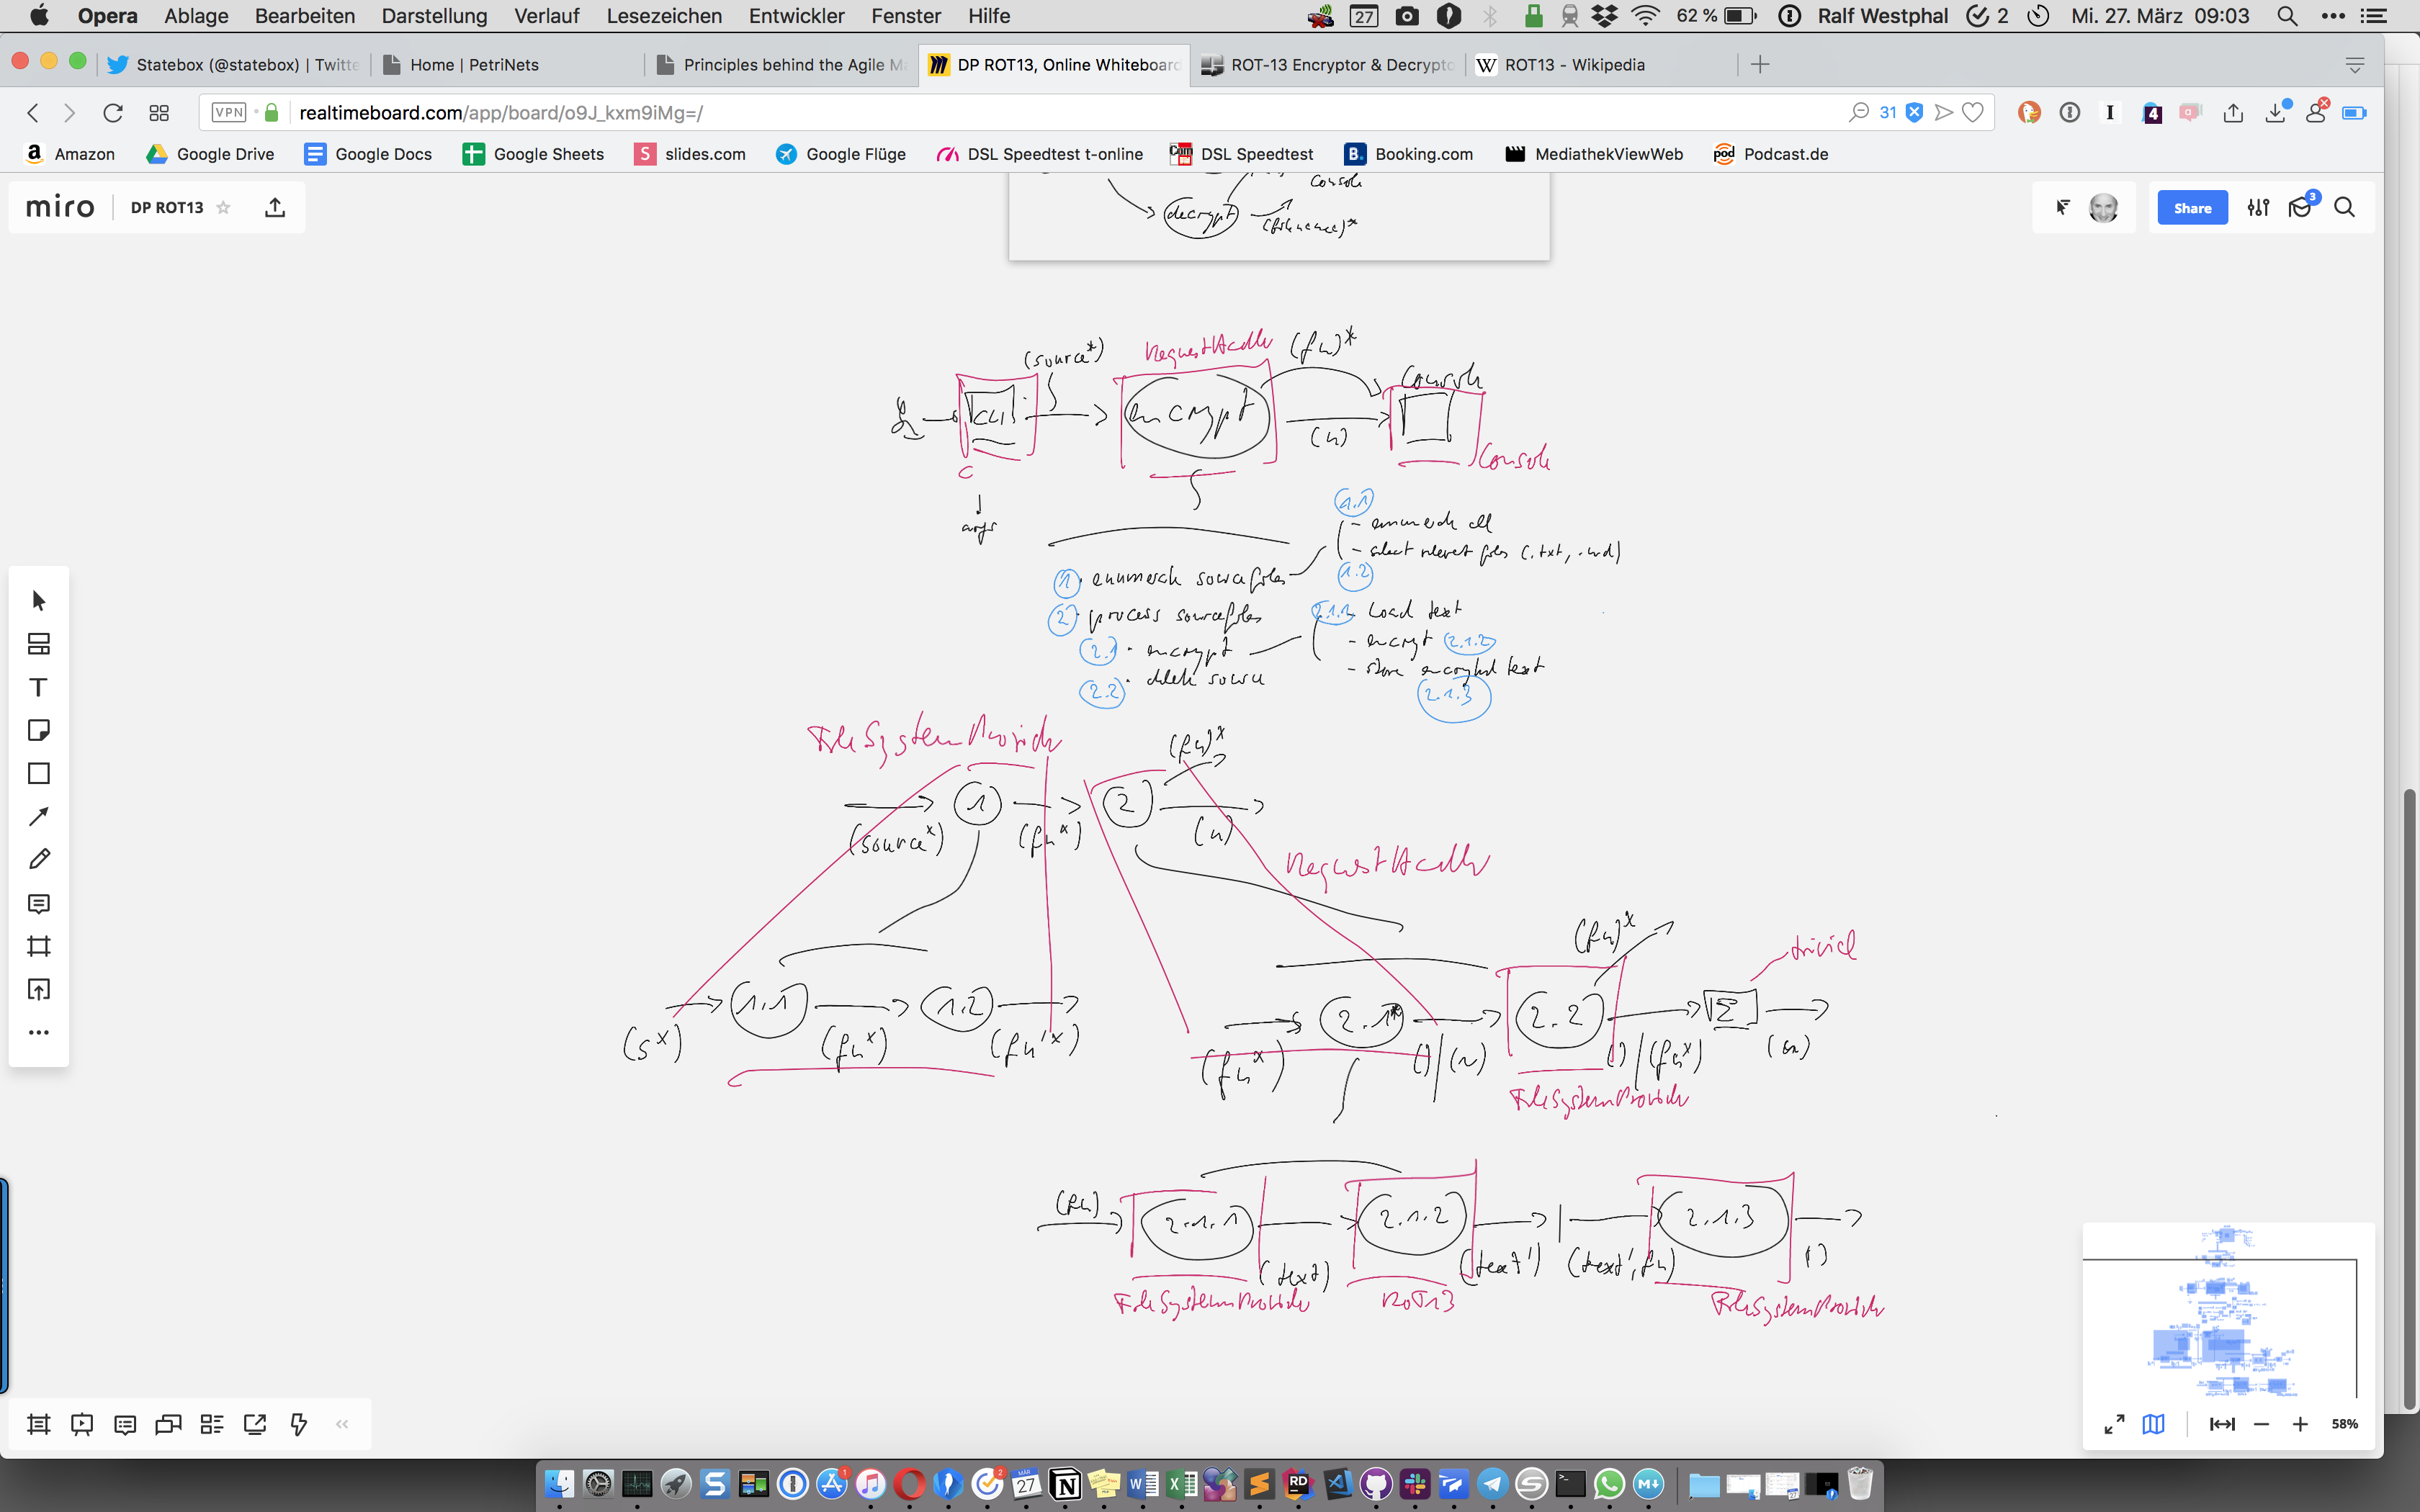 Opera Ablage Bearbeiten Darstellung Verlauf Lesezeichen Entwickler Fenster Hilfe 27 62 % Ralf Westphal 2 Mi. 27. März 09:03
Statebox (@statebox) | Twitte Home | PetriNets Principles behind the Agile Ma DP ROT13, Online Whiteboard ROT-13 Encryptor & Decrypto W ROT13 - Wikipedia
VPN realtimeboard.com/app/board/o9J_kxm9iMg=/ 31 4
Amazon Google Drive Google Docs Google Sheets slides.com Google Flüge DSL Speedtest t-online DSL Speedtest Booking.com MediathekViewWeb Podcast.de
miro DP ROT13 Share 3
Console
decrypt (filename)*
(source*) RequestHandler (fn)*
CLI encrypt Console
(n) Console
C
args
1.1
- enumerate all
- select relevant files (.txt, .md)
1 enumerate source files 1.2
2 process source files 2.1.1 - Load text
2.1 encrypt - encrypt 2.1.2
2.2 delete source - store encrypted text
2.1.3
FileSystemProvider (fn)*
1 2
(source*) (fn*) (n)
RequestHandler
(fn)* trivial
1.1 1.2 2.1* 2.2 Σ
(s*) (fn*) (fn'*) (fn*) ()/(n) ()/(fn*)
FileSystemProvider
(fn) 2.1.1 2.1.2 2.1.3
(text) (text') (text', fn) ()
FileSystemProvider ROT13 FileSystemProvider
58%